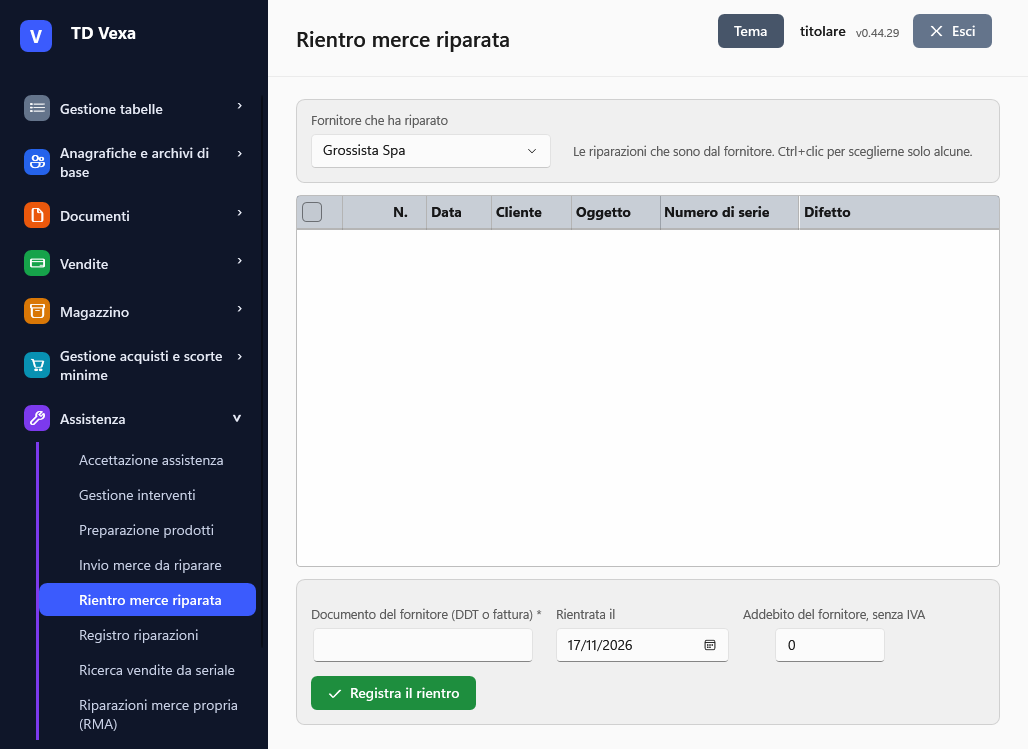 V
TD Vexa
Gestione tabelle
Anagrafiche e archivi di
base
Documenti
Vendite
Magazzino
Gestione acquisti e scorte
minime
Assistenza
Accettazione assistenza
Gestione interventi
Preparazione prodotti
Invio merce da riparare
Rientro merce riparata
Registro riparazioni
Ricerca vendite da seriale
Riparazioni merce propria
(RMA)
Rientro merce riparata
Tema
titolare
v0.44.29
Esci
Fornitore che ha riparato
Grossista Spa
Le riparazioni che sono dal fornitore. Ctrl+clic per sceglierne solo alcune.
N. Data Cliente Oggetto Numero di serie Difetto
Documento del fornitore (DDT o fattura) * Rientrata il Addebito del fornitore, senza IVA
17/11/2026 0
Registra il rientro